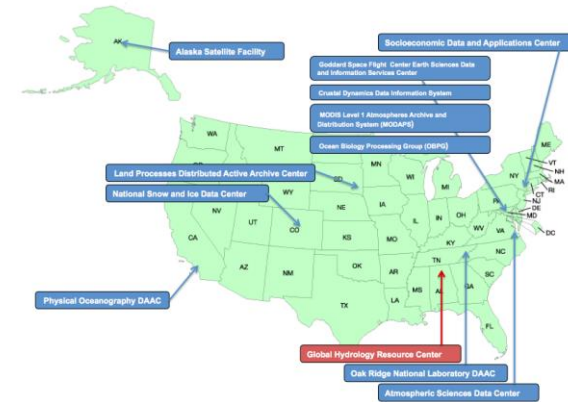 AK
Alaska Satellite Facility
Socioeconomic Data and Applications Center
Goddard Space Flight Center Earth Sciences Data
and Information Services Center
Crustal Dynamics Data Information System
MODIS Level 1 Atmospheres Archive and
Distribution System (MODAPS)
Ocean Biology Processing Group (OBPG)
Land Processes Distributed Active Archive Center
National Snow and Ice Data Center
Physical Oceanography DAAC
Global Hydrology Resource Center
Oak Ridge National Laboratory DAAC
Atmospheric Sciences Data Center
WA
MT
MN
ME
VT
NH
MA
RI
CT
NJ
DE
MD
DC
NY
WI
MI
SD
WY
NE
IA
IL
IN
OH
PA
WV
VA
NV
UT
CO
KS
MO
KY
NC
CA
AZ
NM
OK
AR
TN
SC
MS
AL
GA
TX
LA
FL